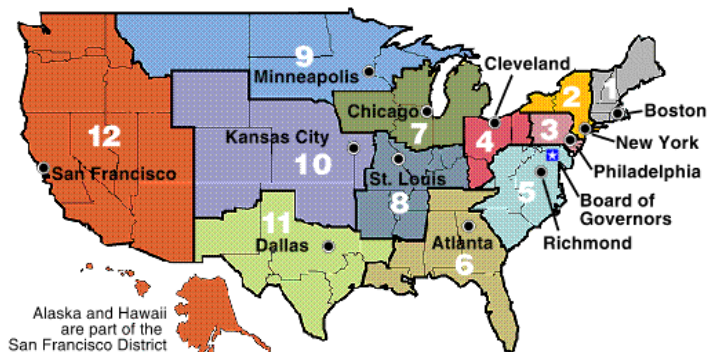 9
Minneapolis
Cleveland
2
1
Boston
Chicago
7
4
3
New York
12
Kansas City
10
Philadelphia
San Francisco
St. Louis
8
5
Board of
Governors
Richmond
11
Dallas
Atlanta
6
Alaska and Hawaii
are part of the
San Francisco District